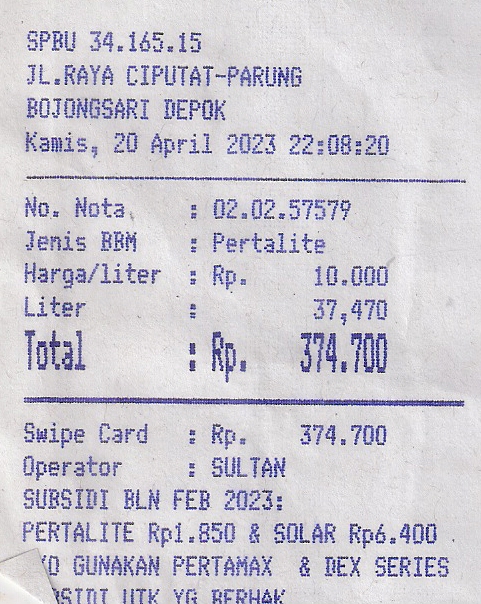 SPBU 34.165.15
JL.RAYA CIPUTAT-PARUNG
BOJONGSARI DEPOK
Kamis, 20 April 2023 22:08:20
No. Nota : 02.02.57579
Jenis BBM : Pertalite
Harga/liter : Rp. 10.000
Liter : 37,470
Total : Rp. 374.700
Swipe Card : Rp. 374.700
Operator : SULTAN
SUBSIDI BLN FEB 2023:
PERTALITE Rp1.850 & SOLAR Rp6.400
GUNAKAN PERTAMAX & DEX SERIES
UTK YG BERHAK